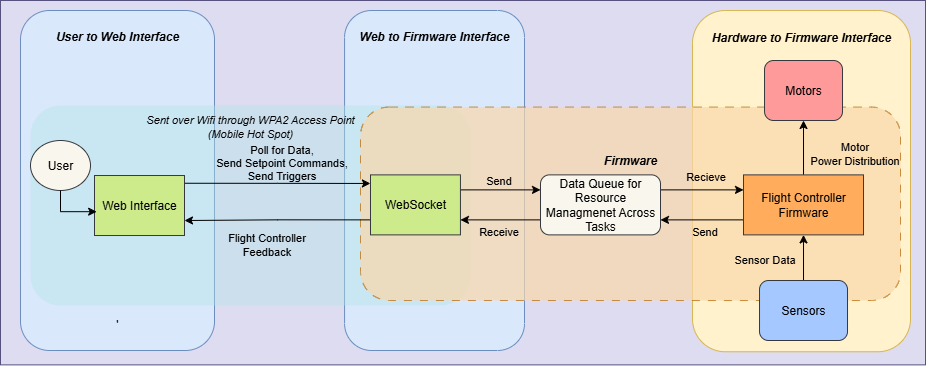 User to Web Interface
Web to Firmware Interface
Hardware to Firmware Interface
Motors
Sent over Wifi through WPA2 Access Point
(Mobile Hot Spot)
Poll for Data,
Send Setpoint Commands,
Send Triggers
User
Web Interface
Flight Controller
Feedback
WebSocket
Send
Receive
Firmware
Data Queue for
Resource
Managmenet Across
Tasks
Recieve
Send
Motor
Power Distribution
Flight Controller
Firmware
Sensor Data
Sensors
,